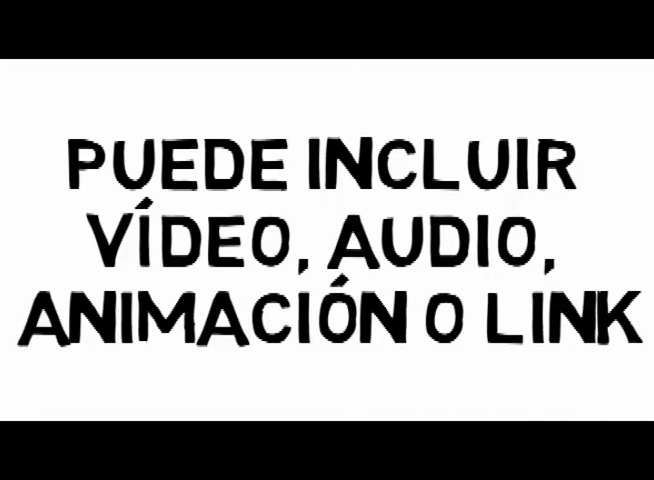 PUEDE INCLUIR
VÍDEO, AUDIO,
ANIMACIÓN O LINK